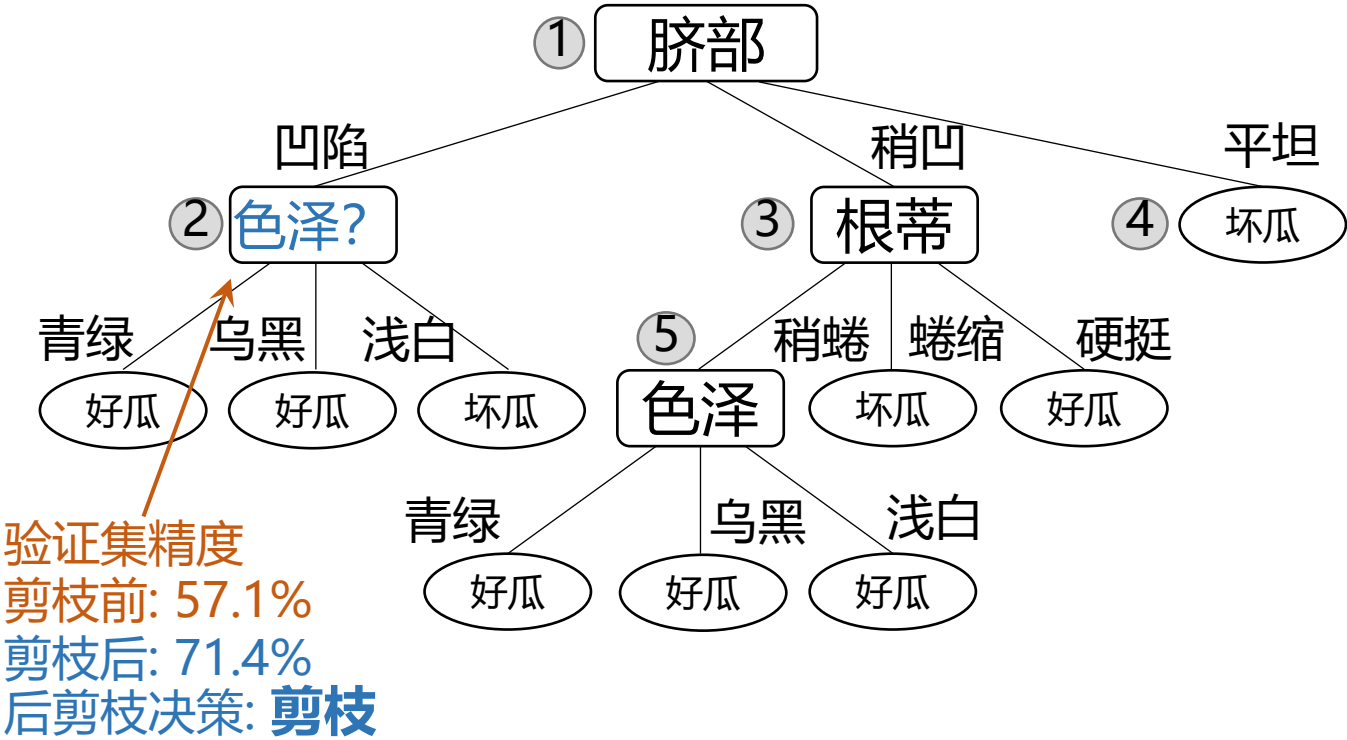 1
脐部
凹陷
稍凹
平坦
2
色泽?
3
根蒂
4
坏瓜
青绿
乌黑
浅白
5
稍蜷
蜷缩
硬挺
好瓜
好瓜
坏瓜
色泽
坏瓜
好瓜
青绿
乌黑
浅白
好瓜
好瓜
好瓜
验证集精度
剪枝前: 57.1%
剪枝后: 71.4%
后剪枝决策: 剪枝